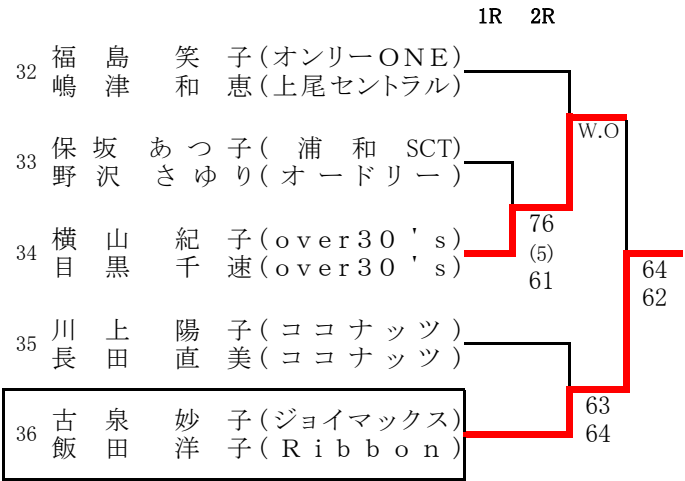 1R 2R
32 福島 笑子(オンリーONE)
嶋津 和恵(上尾セントラル)
W.O
33 保坂 あつ子(浦和 SCT)
野沢 さゆり(オードリー)
76
(5)
61
34 横山 紀子(over30's)
目黒 千速(over30's)
64
62
35 川上 陽子(ココナッツ)
長田 直美(ココナッツ)
63
64
36 古泉 妙子(ジョイマックス)
飯田 洋子(Ribbon)